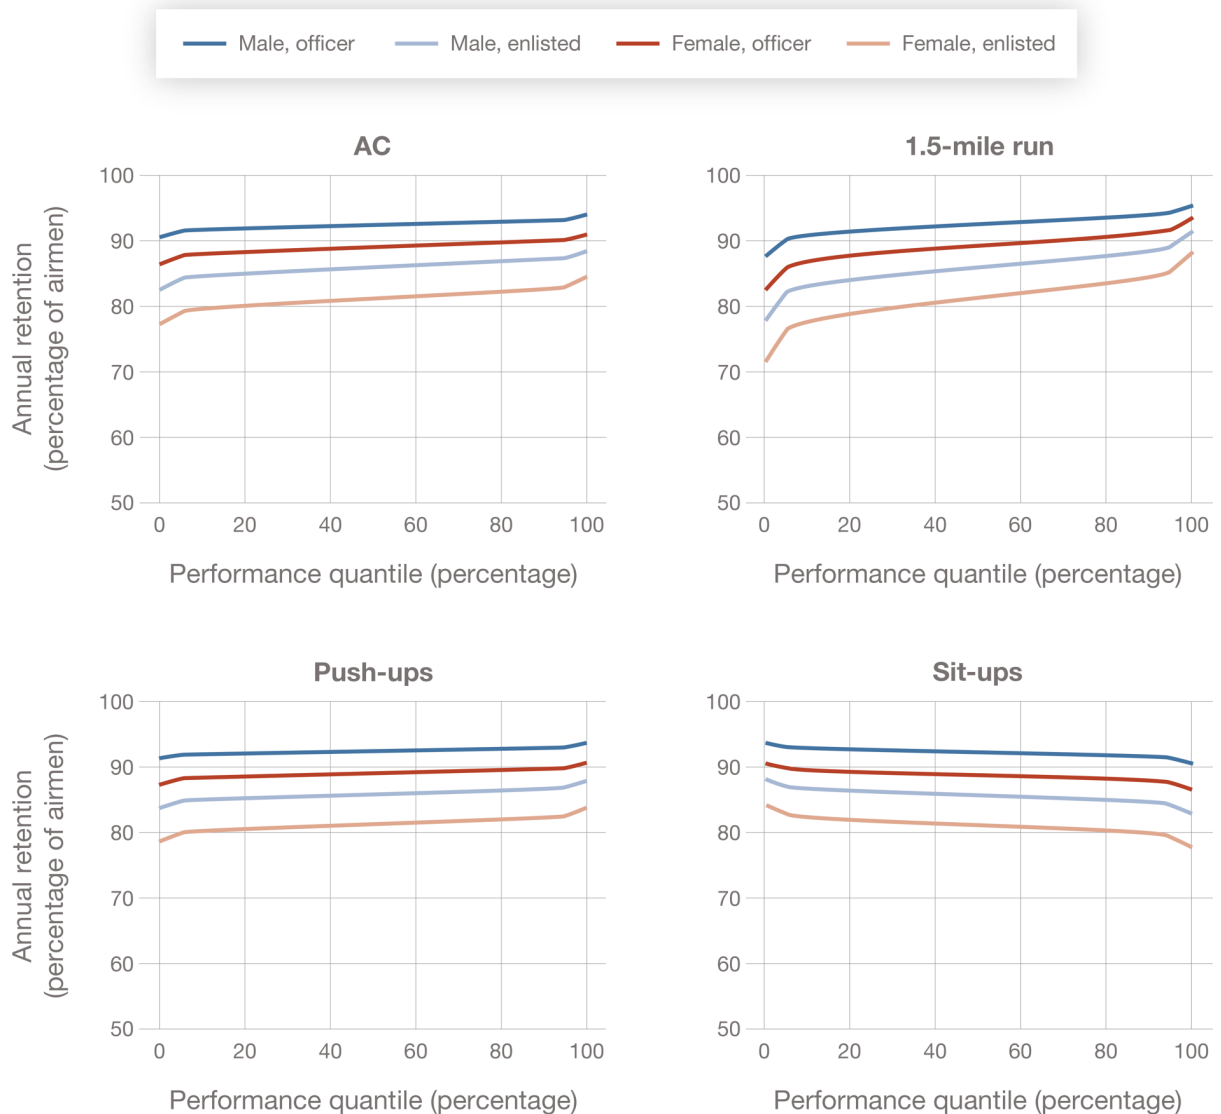 Male, officer
Male, enlisted
Female, officer
Female, enlisted
AC
Annual retention
(percentage of airmen)
100
90
80
70
60
50
0 20 40 60 80 100
Performance quantile (percentage)
1.5-mile run
100
90
80
70
60
50
0 20 40 60 80 100
Performance quantile (percentage)
Push-ups
Annual retention
(percentage of airmen)
100
90
80
70
60
50
0 20 40 60 80 100
Performance quantile (percentage)
Sit-ups
100
90
80
70
60
50
0 20 40 60 80 100
Performance quantile (percentage)